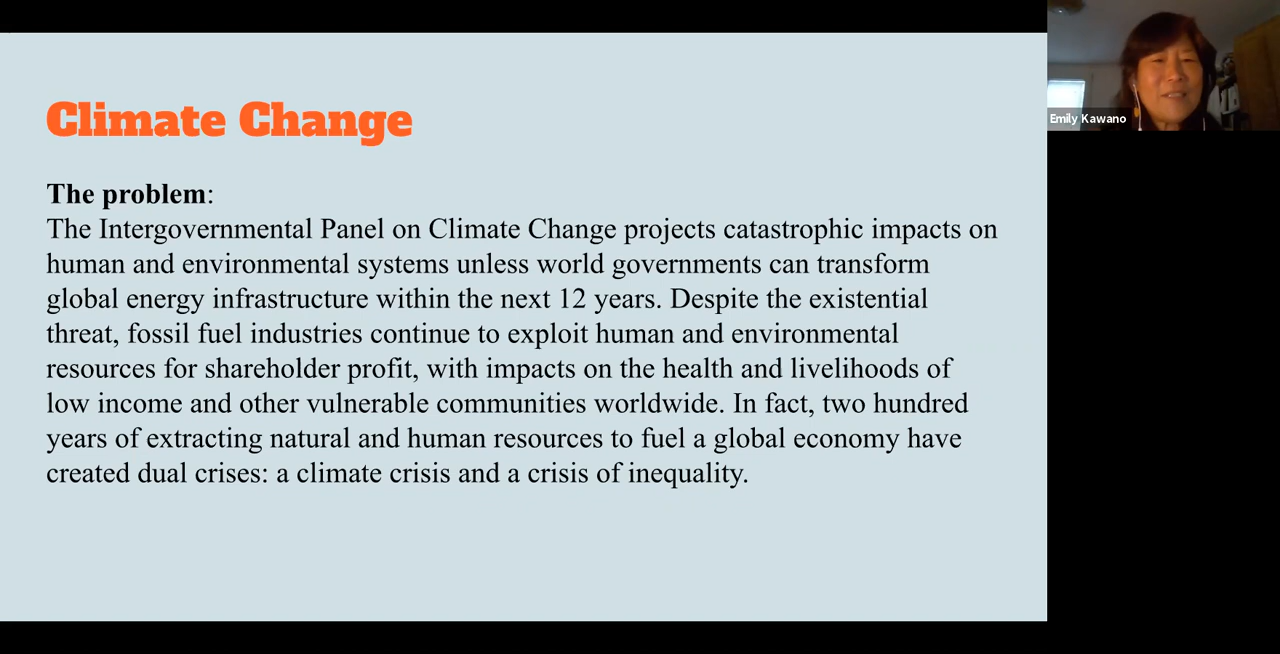 Climate Change
The problem:
The Intergovernmental Panel on Climate Change projects catastrophic impacts on
human and environmental systems unless world governments can transform
global energy infrastructure within the next 12 years. Despite the existential
threat, fossil fuel industries continue to exploit human and environmental
resources for shareholder profit, with impacts on the health and livelihoods of
low income and other vulnerable communities worldwide. In fact, two hundred
years of extracting natural and human resources to fuel a global economy have
created dual crises: a climate crisis and a crisis of inequality.
Emily Kawano